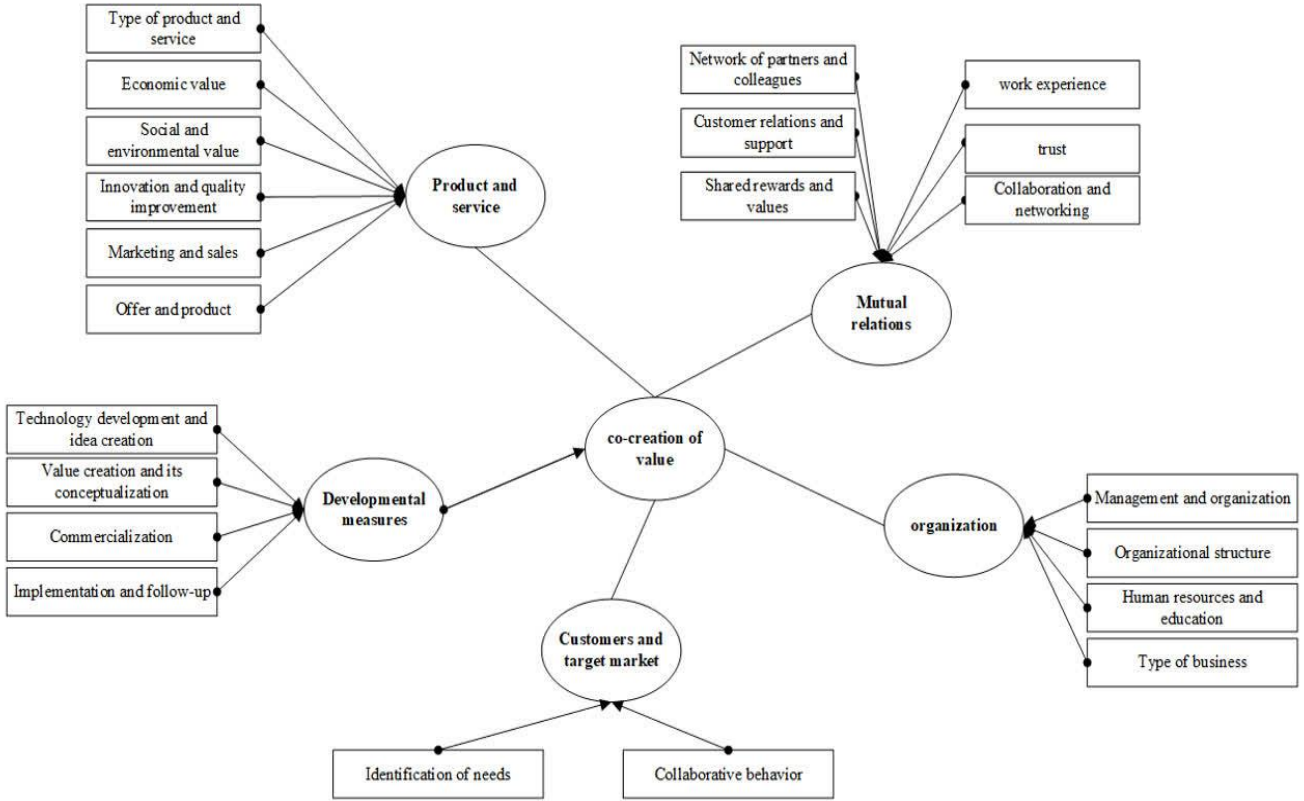 Type of product and
service
Economic value
Social and
environmental value
Innovation and quality
improvement
Marketing and sales
Offer and product
Product and
service
Network of partners and
colleagues
Customer relations and
support
Shared rewards and
values
work experience
trust
Collaboration and
networking
Mutual
relations
Technology development and
idea creation
Value creation and its
conceptualization
Commercialization
Implementation and follow-up
Developmental
measures
co-creation of
value
organization
Management and organization
Organizational structure
Human resources and
education
Type of business
Customers and
target market
Identification of needs
Collaborative behavior